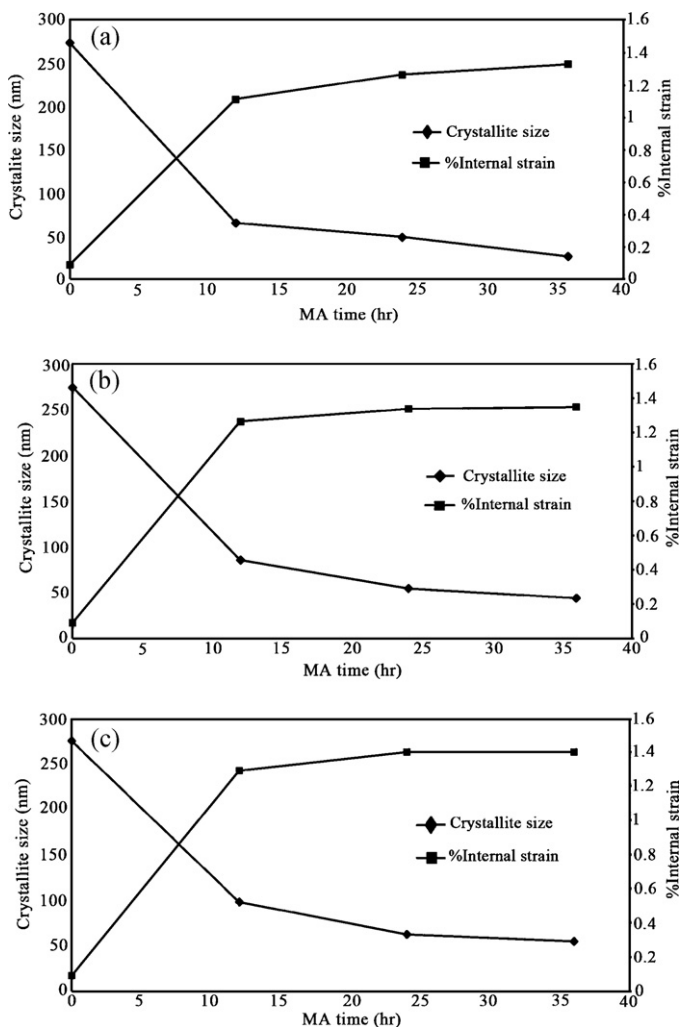 (a)
300
250
200
150
100
50
0
Crystalite size (nm)
1.6
1.4
1.2
1
0.8
0.6
0.4
0.2
0
%Internal strain
Crystallite size
%Internal strain
0 5 10 15 20 25 30 35 40
MA time (hr)
(b)
300
250
200
150
100
50
0
Crystallite size (nm)
1.6
1.4
1.2
1
0.8
0.6
0.4
0.2
0
%Internal strain
Crystallite size
%Internal strain
0 5 10 15 20 25 30 35 40
MA time (hr)
(c)
300
250
200
150
100
50
0
Crystallite size (nm)
1.6
1.4
1.2
1
0.8
0.6
0.4
0.2
0
%Internal strain
Crystallite size
%Internal strain
0 5 10 15 20 25 30 35 40
MA time (hr)